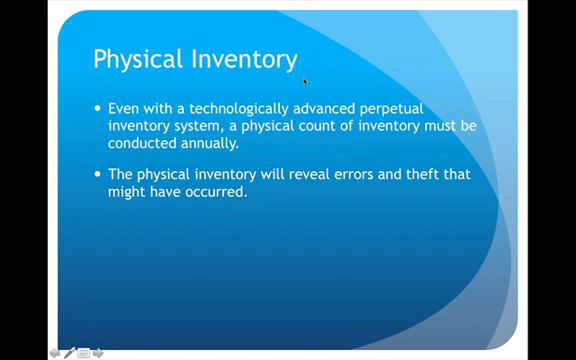 Physical Inventory
• Even with a technologically advanced perpetual
inventory system, a physical count of inventory must be
conducted annually.
• The physical inventory will reveal errors and theft that
might have occurred.